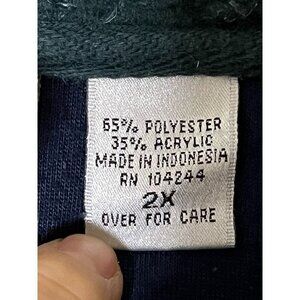 65% POLYESTER
35% ACRYLIC
MADE IN INDONESIA
RN 104244
2X
OVER FOR CARE